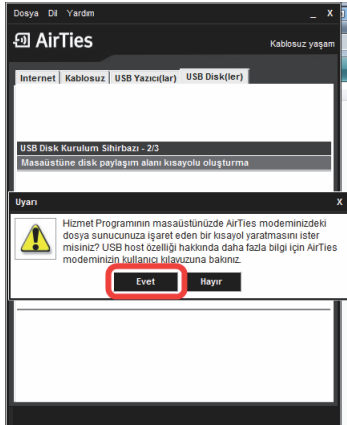 Dosya Dil Yardım _ X
AirTies
Kablosuz yaşam
Internet Kablosuz USB Yazıcı(lar) USB Disk(ler)
USB Disk Kurulum Sihirbazı - 2/3
Masaüstüne disk paylaşım alanı kısayolu oluşturma
Uyarı X
Hizmet Programının masaüstünüzde AirTies modeminizdeki
dosya sunucunuza işaret eden bir kısayol yaratmasını ister
misiniz? USB host özelliği hakkında daha fazla bilgi için AirTies
modeminizin kullanıcı kılavuzuna bakınız.
Evet Hayır